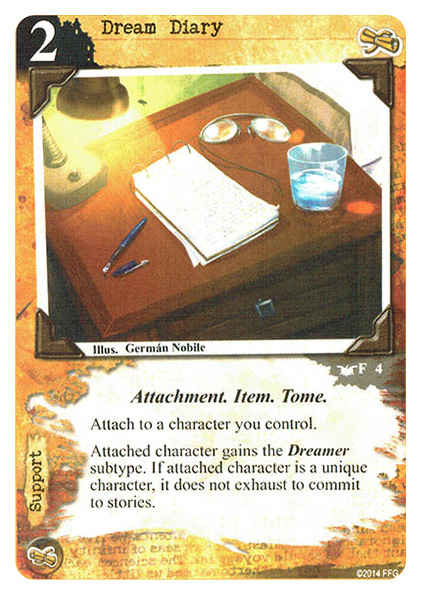 2
Dream Diary
Illus. Germán Nobile
F 4
Attachment. Item. Tome.
Attach to a character you control.
Attached character gains the Dreamer
subtype. If attached character is a unique
character, it does not exhaust to commit
to stories.
Support
©2014 FFG